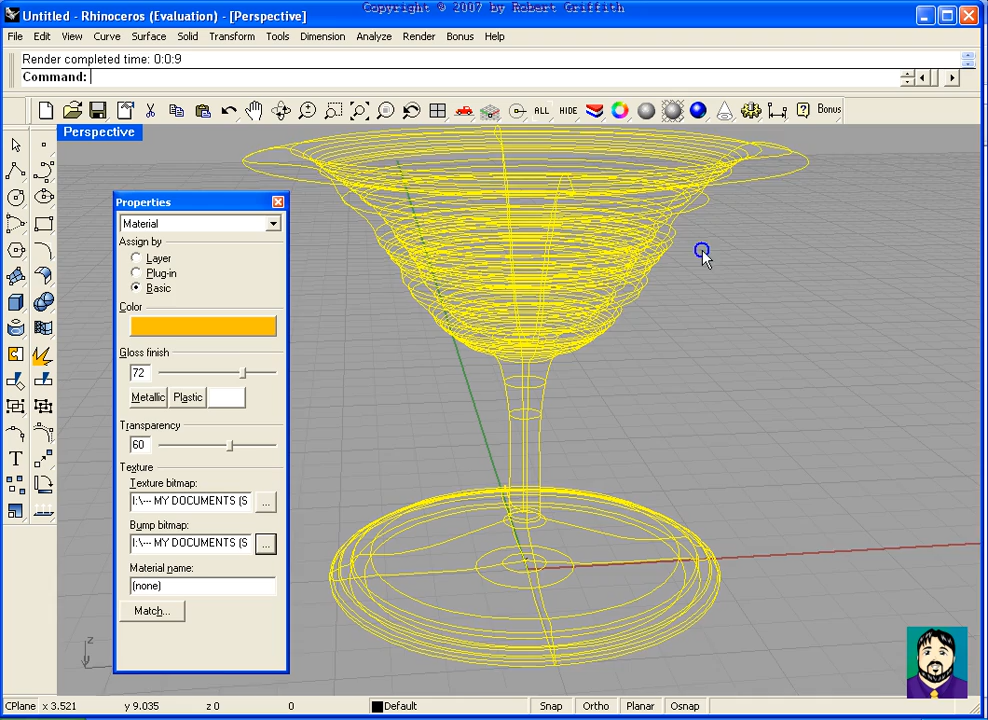 Copyright © 2007 by Robert Griffith
Untitled - Rhinoceros (Evaluation) - [Perspective]
File Edit View Curve Surface Solid Transform Tools Dimension Analyze Render Bonus Help
Render completed time: 0:0:9
Command:
ALL HIDE Bonus
Perspective
Properties
Material
Assign by
Layer
Plug-in
Basic
Color
Gloss finish
72
Metallic Plastic
Transparency
60
Texture
Texture bitmap:
I:\--- MY DOCUMENTS (S ...
Bump bitmap:
I:\--- MY DOCUMENTS (S ...
Material name:
(none)
Match...
T
z
y
CPlane x 3.521 y 9.035 z 0 0 Default Snap Ortho Planar Osnap